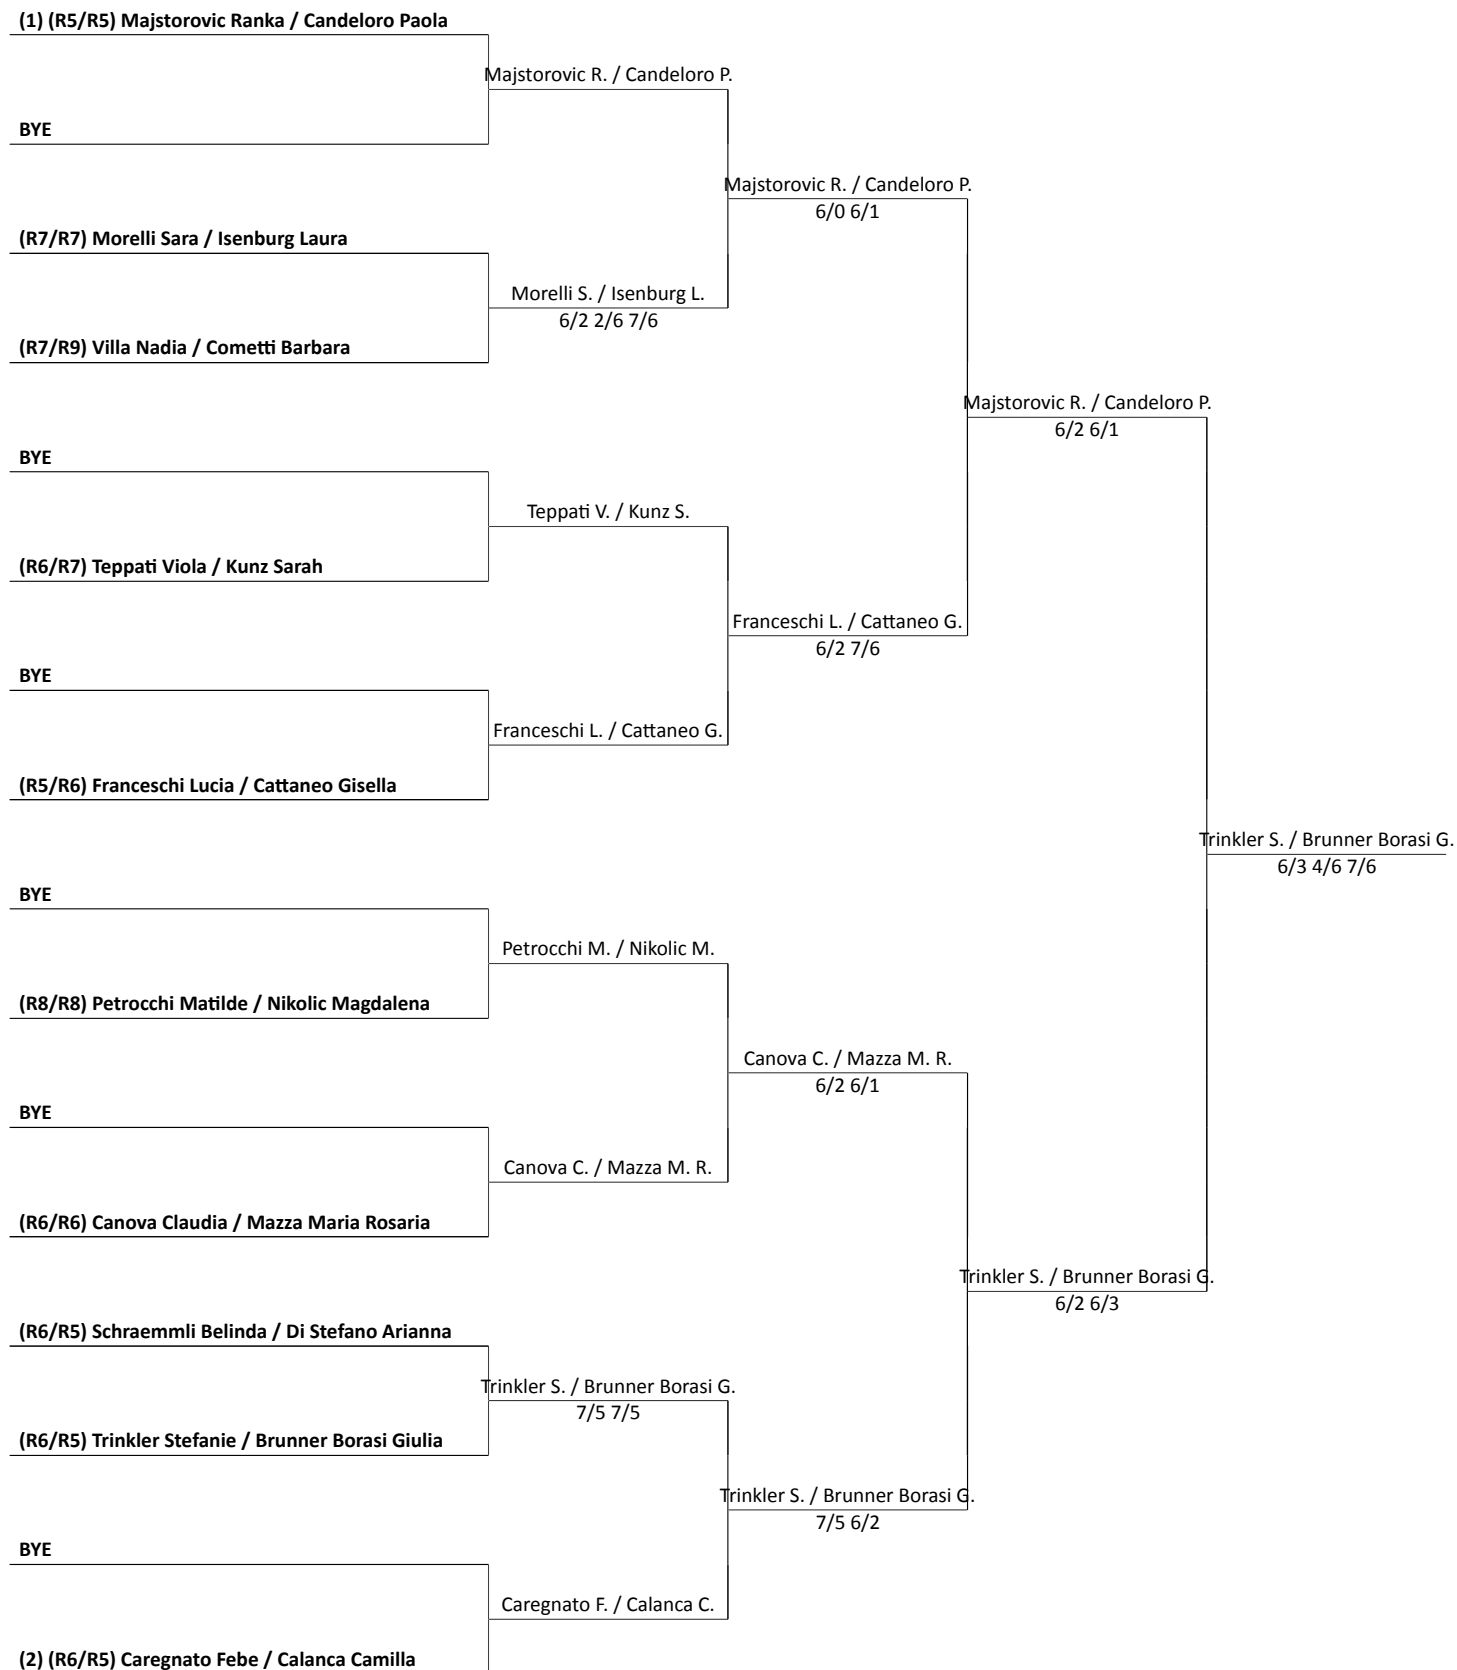 (1) (R5/R5) Majstorovic Ranka / Candeloro Paola
Majstorovic R. / Candeloro P.
BYE
Majstorovic R. / Candeloro P.
6/0 6/1
(R7/R7) Morelli Sara / Isenburg Laura
Morelli S. / Isenburg L.
6/2 2/6 7/6
(R7/R9) Villa Nadia / Cometti Barbara
Majstorovic R. / Candeloro P.
6/2 6/1
BYE
Teppati V. / Kunz S.
(R6/R7) Teppati Viola / Kunz Sarah
Franceschi L. / Cattaneo G.
6/2 7/6
BYE
Franceschi L. / Cattaneo G.
(R5/R6) Franceschi Lucia / Cattaneo Gisella
Trinkler S. / Brunner Borasi G.
6/3 4/6 7/6
BYE
Petrocchi M. / Nikolic M.
(R8/R8) Petrocchi Matilde / Nikolic Magdalena
Canova C. / Mazza M. R.
6/2 6/1
BYE
Canova C. / Mazza M. R.
(R6/R6) Canova Claudia / Mazza Maria Rosaria
Trinkler S. / Brunner Borasi G.
6/2 6/3
(R6/R5) Schraemmli Belinda / Di Stefano Arianna
Trinkler S. / Brunner Borasi G.
7/5 7/5
(R6/R5) Trinkler Stefanie / Brunner Borasi Giulia
Trinkler S. / Brunner Borasi G.
7/5 6/2
BYE
Caregnato F. / Calanca C.
(2) (R6/R5) Caregnato Febe / Calanca Camilla